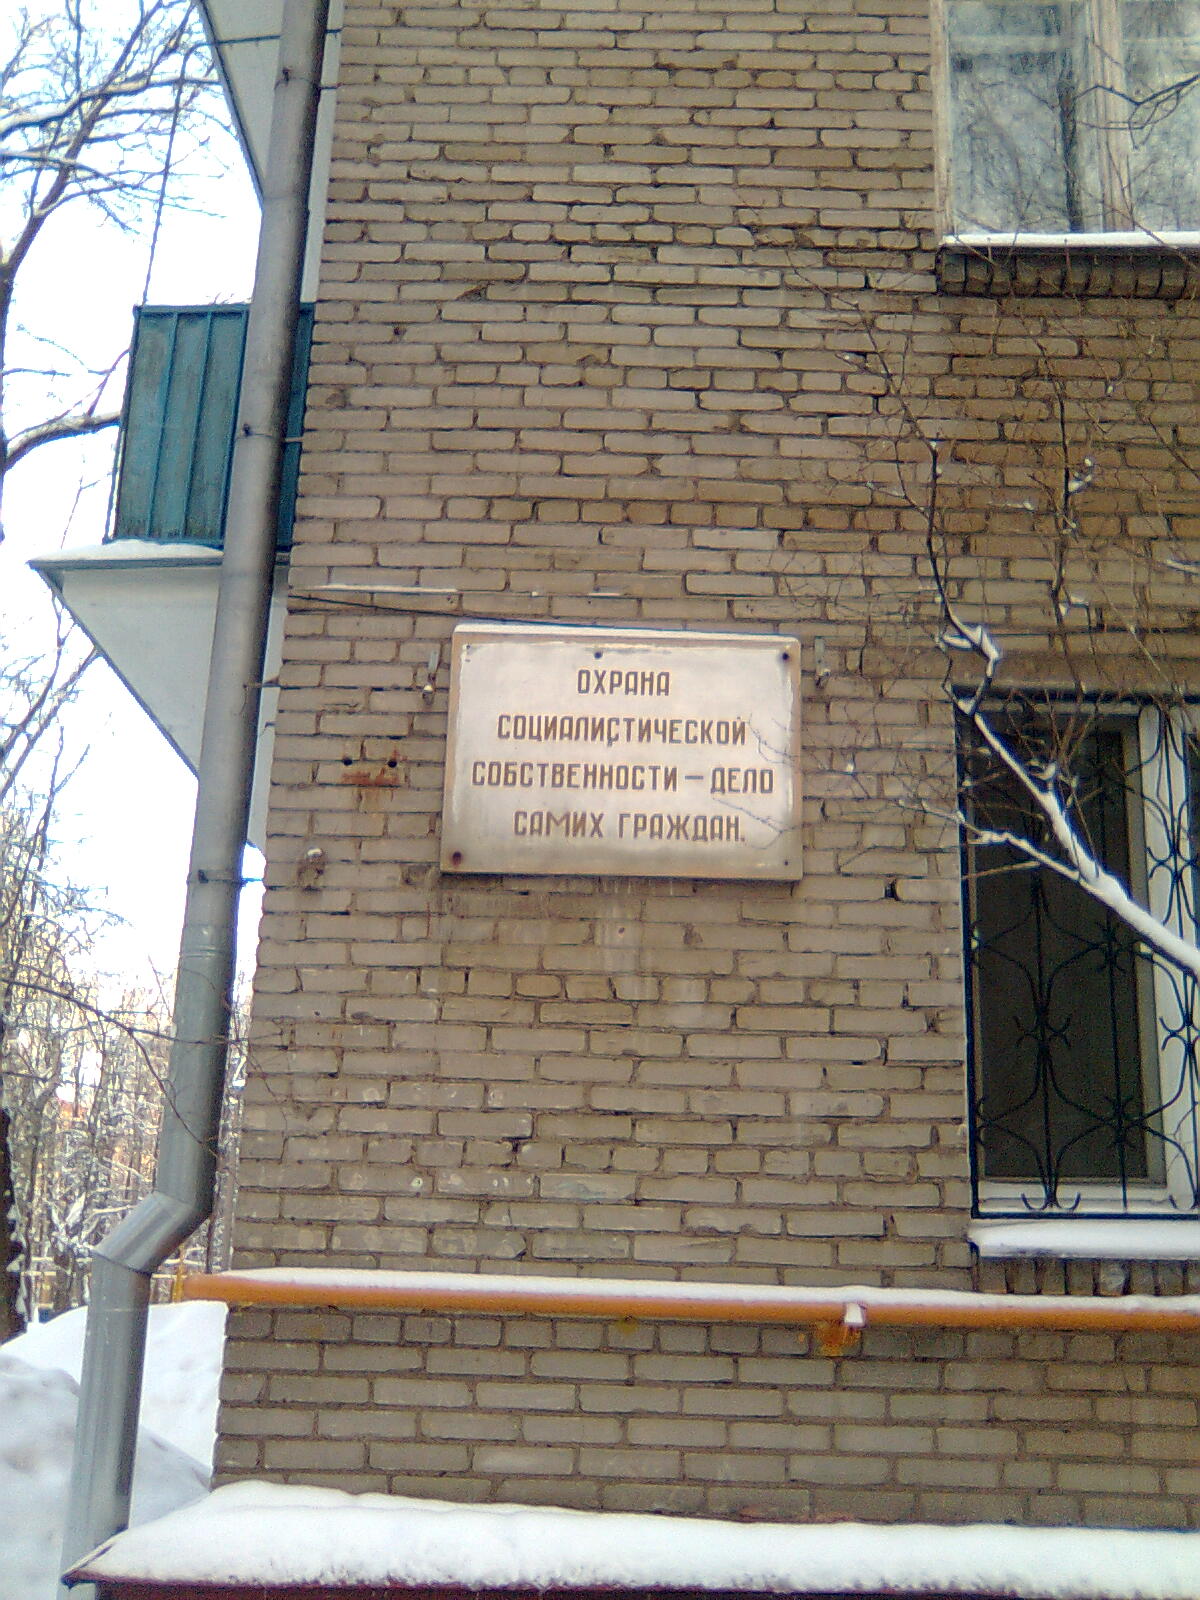 ОХРАНА
СОЦИАЛИСТИЧЕСКОЙ
СОБСТВЕННОСТИ — ДЕЛО
САМИХ ГРАЖДАН.